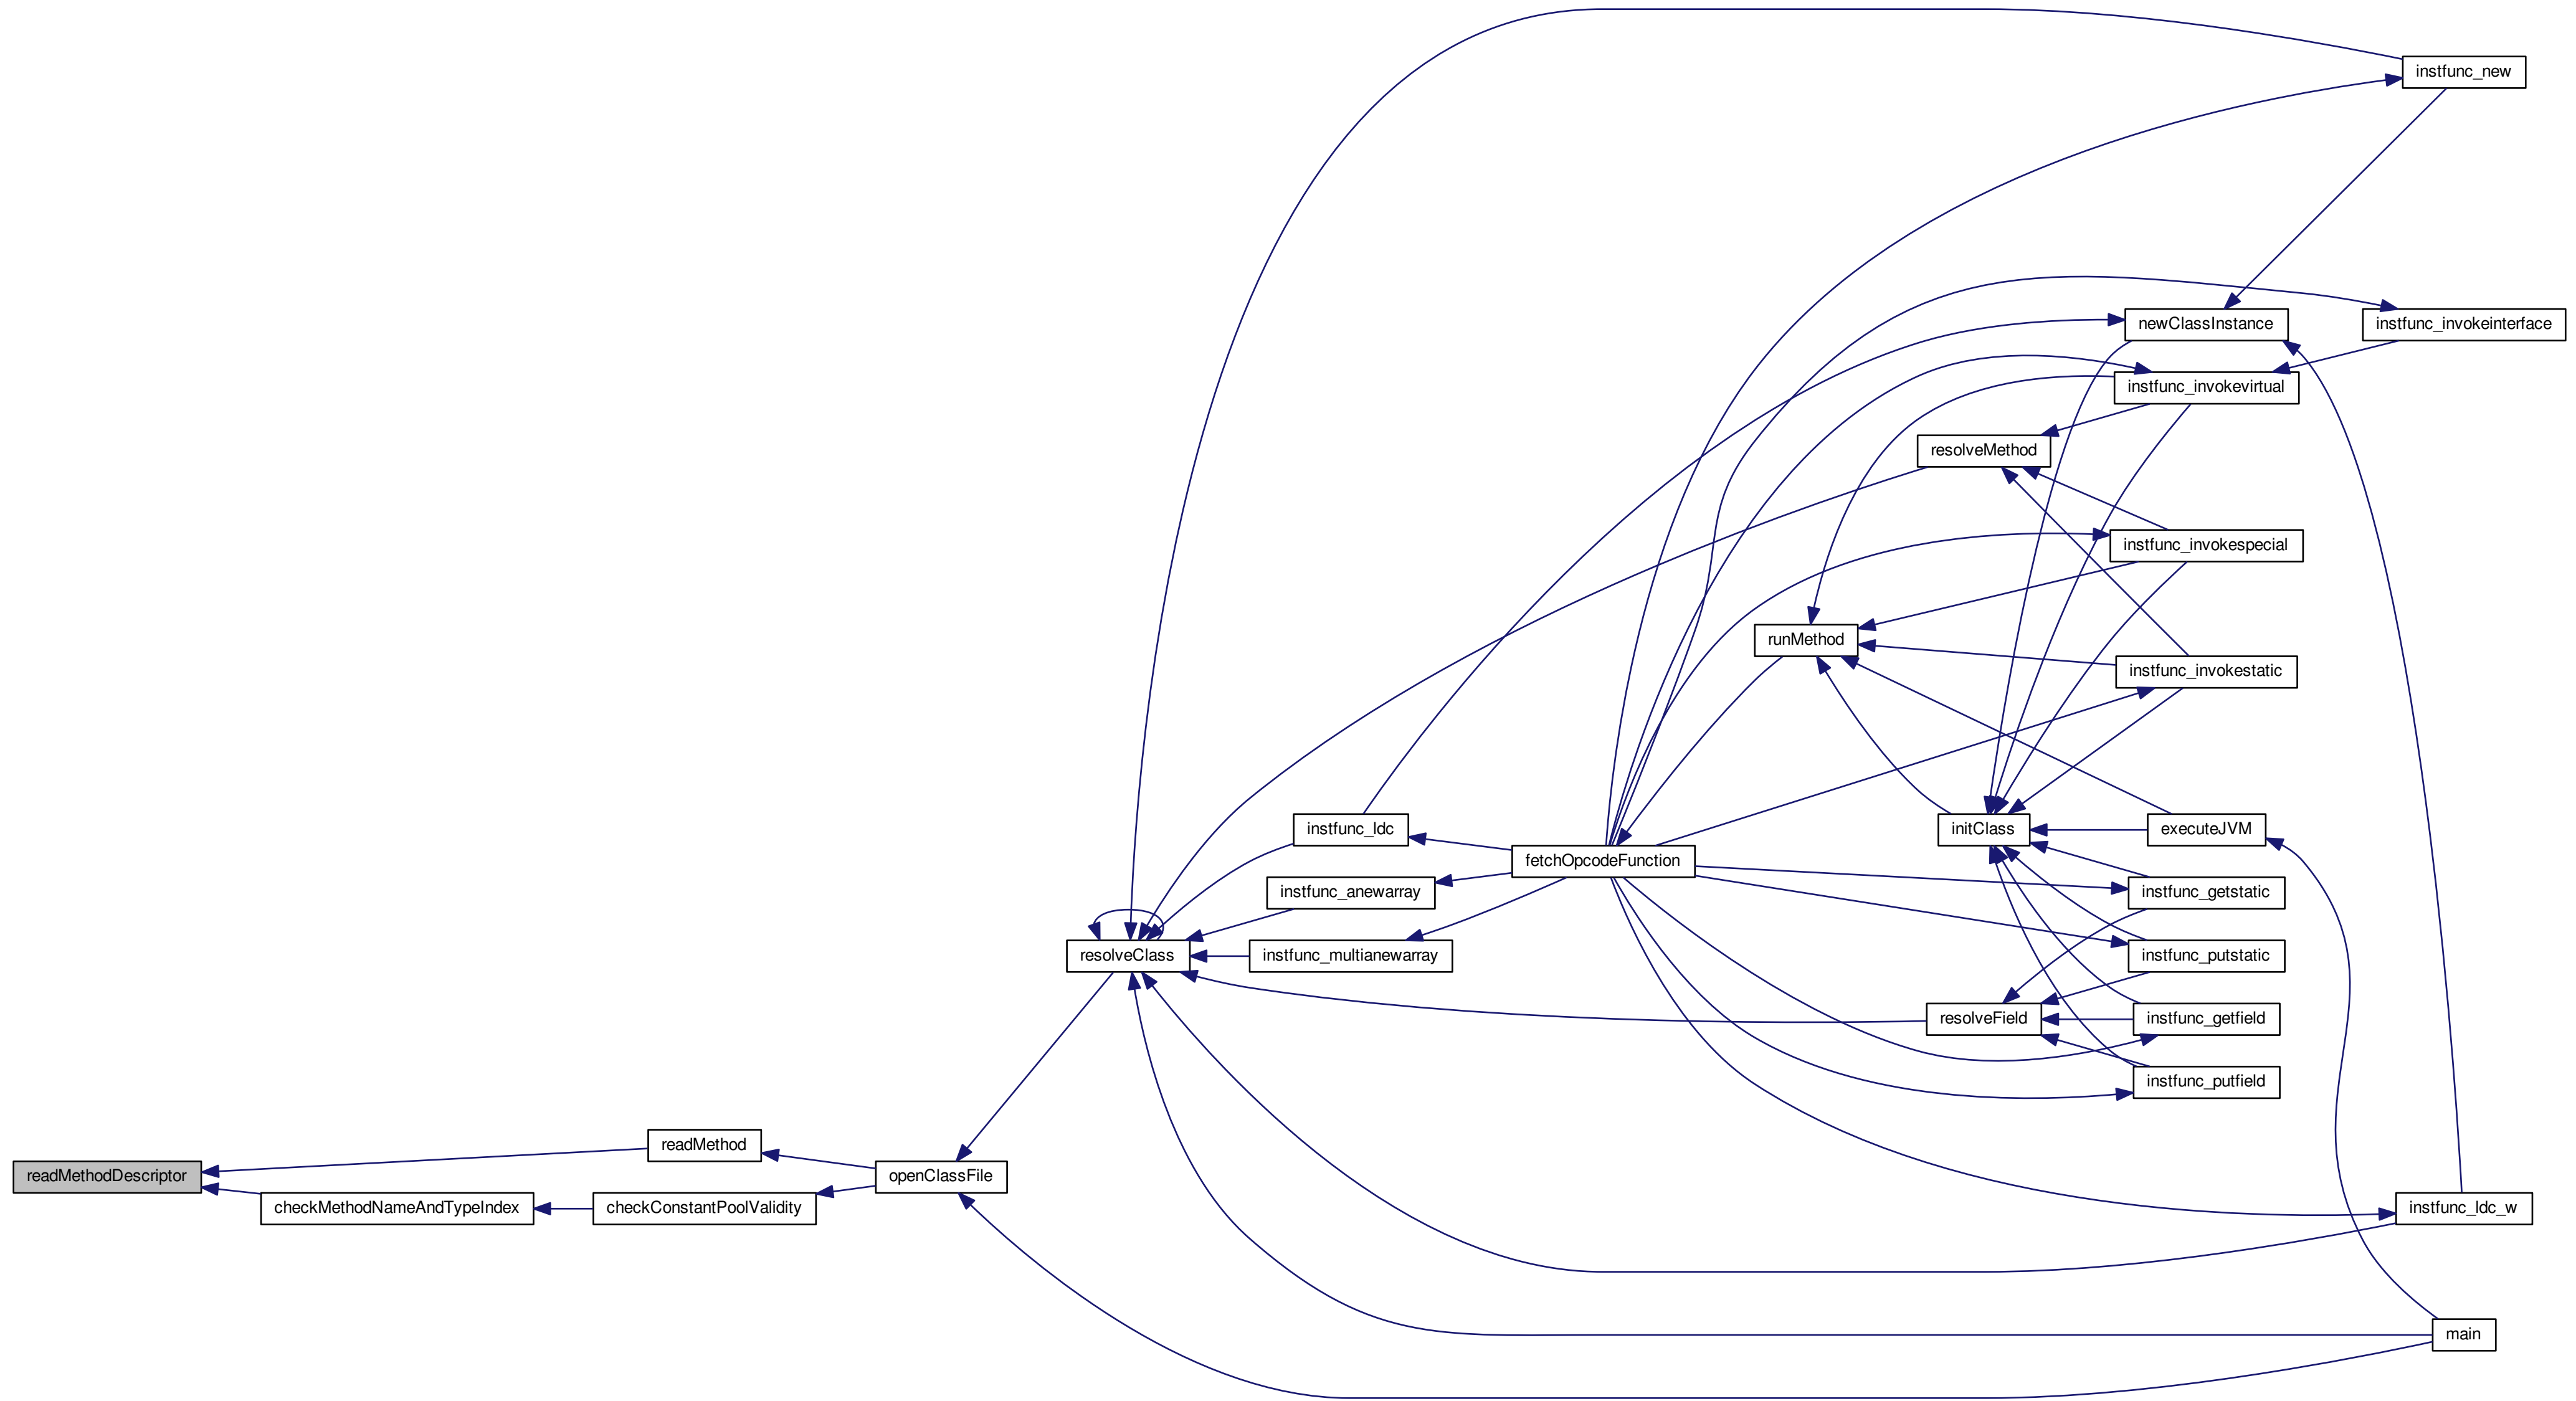 instfunc_new
newClassInstance
instfunc_invokeinterface
instfunc_invokevirtual
resolveMethod
instfunc_invokespecial
runMethod
instfunc_invokestatic
instfunc_ldc
initClass
executeJVM
fetchOpcodeFunction
instfunc_anewarray
instfunc_getstatic
resolveClass
instfunc_multianewarray
instfunc_putstatic
resolveField
instfunc_getfield
instfunc_putfield
readMethod
readMethodDescriptor
openClassFile
checkMethodNameAndTypeIndex
checkConstantPoolValidity
instfunc_ldc_w
main